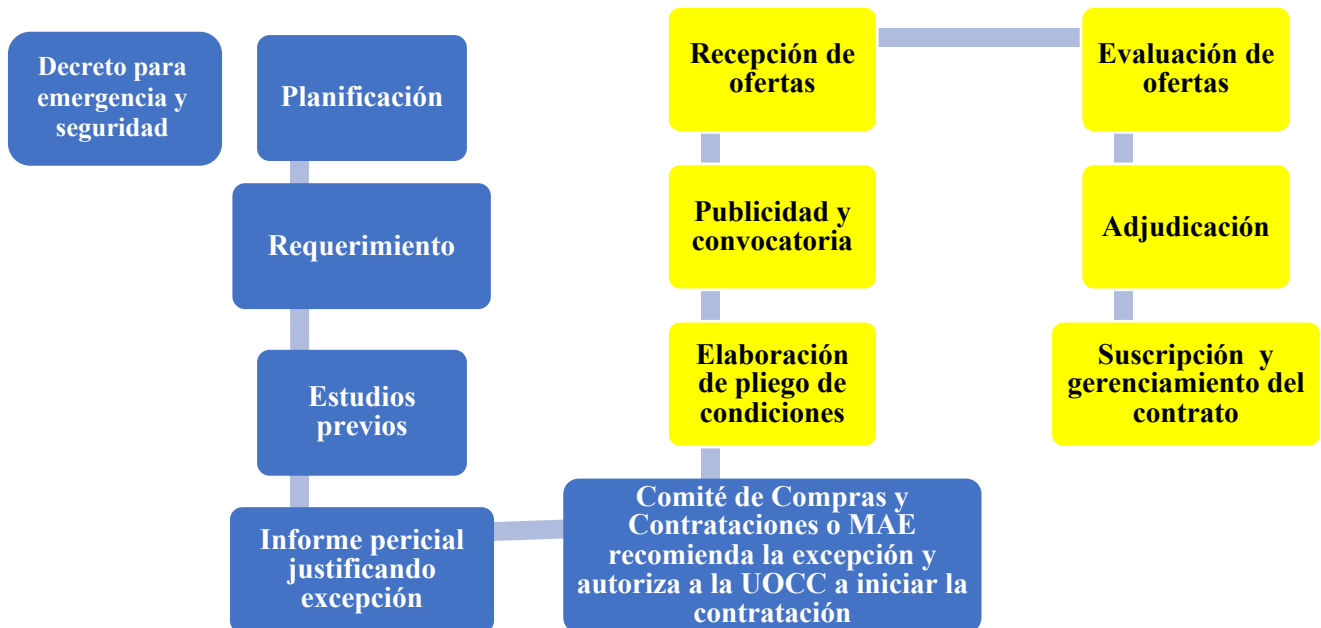 Decreto para
emergencia y
seguridad
Planificación
Requerimiento
Estudios
previos
Informe pericial
justificando
excepción
Comité de Compras y
Contrataciones o MAE
recomienda la excepción y
autoriza a la UOCC a iniciar la
contratación
Elaboración
de pliego de
condiciones
Publicidad y
convocatoria
Recepción de
ofertas
Evaluación de
ofertas
Adjudicación
Suscripción y
gerenciamiento del
contrato